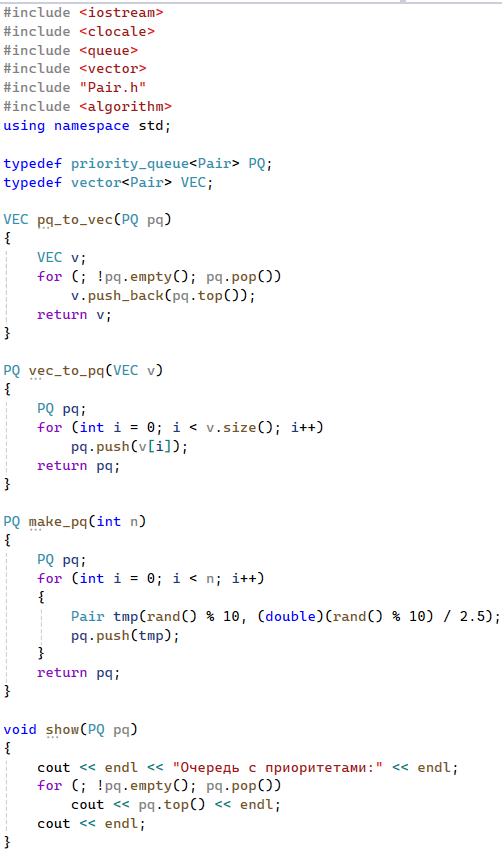 #include <iostream>
#include <clocale>
#include <queue>
#include <vector>
#include "Pair.h"
#include <algorithm>
using namespace std;

typedef priority_queue<Pair> PQ;
typedef vector<Pair> VEC;

VEC pq_to_vec(PQ pq)
{
    VEC v;
    for (; !pq.empty(); pq.pop())
        v.push_back(pq.top());
    return v;
}

PQ vec_to_pq(VEC v)
{
    PQ pq;
    for (int i = 0; i < v.size(); i++)
        pq.push(v[i]);
    return pq;
}

PQ make_pq(int n)
{
    PQ pq;
    for (int i = 0; i < n; i++)
    {
        Pair tmp(rand() % 10, (double)(rand() % 10) / 2.5);
        pq.push(tmp);
    }
    return pq;
}

void show(PQ pq)
{
    cout << endl << "Очередь с приоритетами:" << endl;
    for (; !pq.empty(); pq.pop())
        cout << pq.top() << endl;
    cout << endl;
}